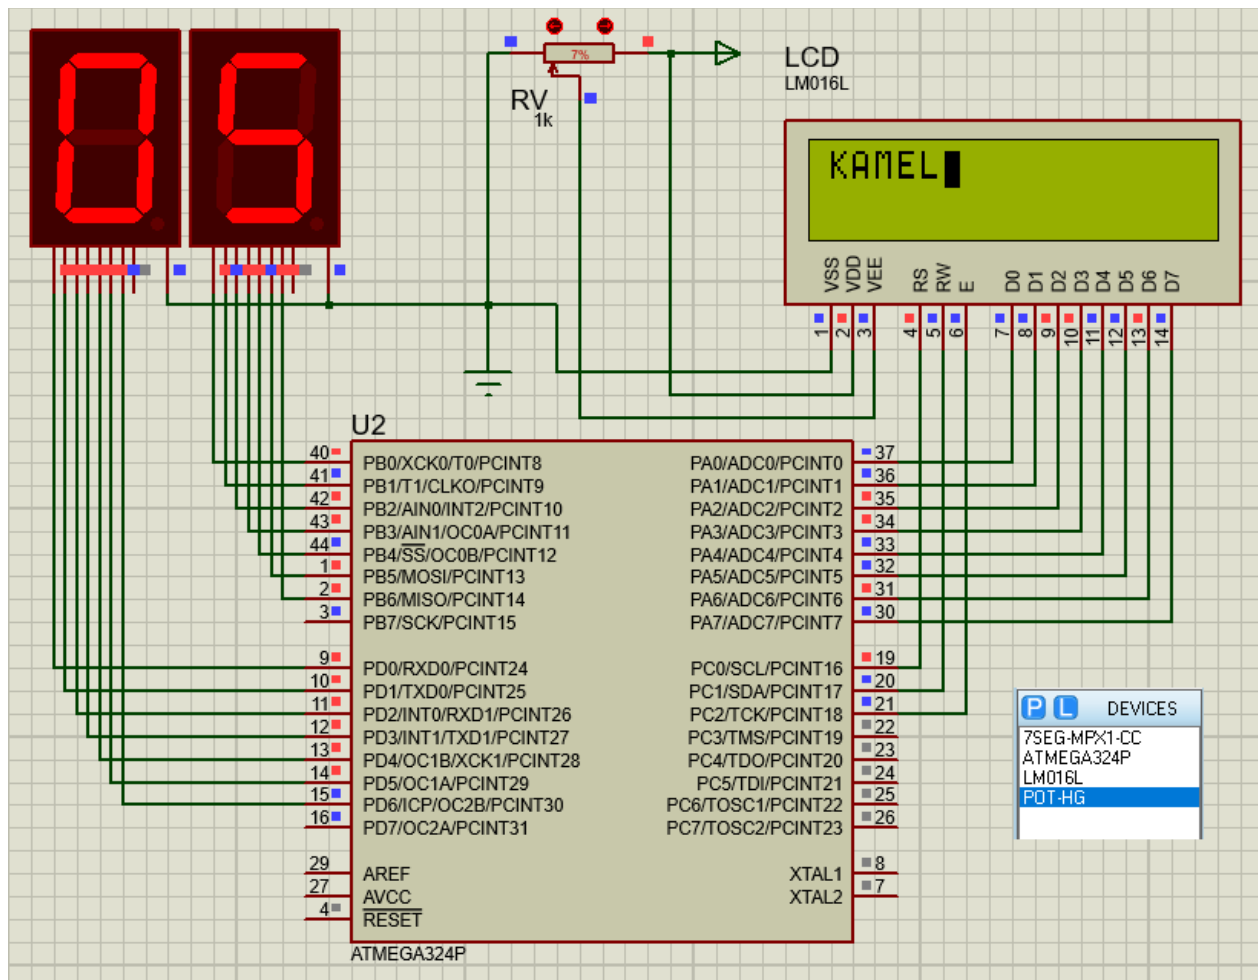 05
7%
RV
1k
LCD
LM016L
KAMEL
VSS
VDD
VEE
RS
RW
E
D0
D1
D2
D3
D4
D5
D6
D7
1
2
3
4
5
6
7
8
9
10
11
12
13
14
U2
40 PB0/XCK0/T0/PCINT8
41 PB1/T1/CLKO/PCINT9
42 PB2/AIN0/INT2/PCINT10
43 PB3/AIN1/OC0A/PCINT11
44 PB4/SS/OC0B/PCINT12
1 PB5/MOSI/PCINT13
2 PB6/MISO/PCINT14
3 PB7/SCK/PCINT15
9 PD0/RXD0/PCINT24
10 PD1/TXD0/PCINT25
11 PD2/INT0/RXD1/PCINT26
12 PD3/INT1/TXD1/PCINT27
13 PD4/OC1B/XCK1/PCINT28
14 PD5/OC1A/PCINT29
15 PD6/ICP/OC2B/PCINT30
16 PD7/OC2A/PCINT31
29 AREF
27 AVCC
4 RESET
PA0/ADC0/PCINT0 37
PA1/ADC1/PCINT1 36
PA2/ADC2/PCINT2 35
PA3/ADC3/PCINT3 34
PA4/ADC4/PCINT4 33
PA5/ADC5/PCINT5 32
PA6/ADC6/PCINT6 31
PA7/ADC7/PCINT7 30
PC0/SCL/PCINT16 19
PC1/SDA/PCINT17 20
PC2/TCK/PCINT18 21
PC3/TMS/PCINT19 22
PC4/TDO/PCINT20 23
PC5/TDI/PCINT21 24
PC6/TOSC1/PCINT22 25
PC7/TOSC2/PCINT23 26
XTAL1 8
XTAL2 7
ATMEGA324P
P L DEVICES
7SEG-MPX1-CC
ATMEGA324P
LM016L
POT-HG